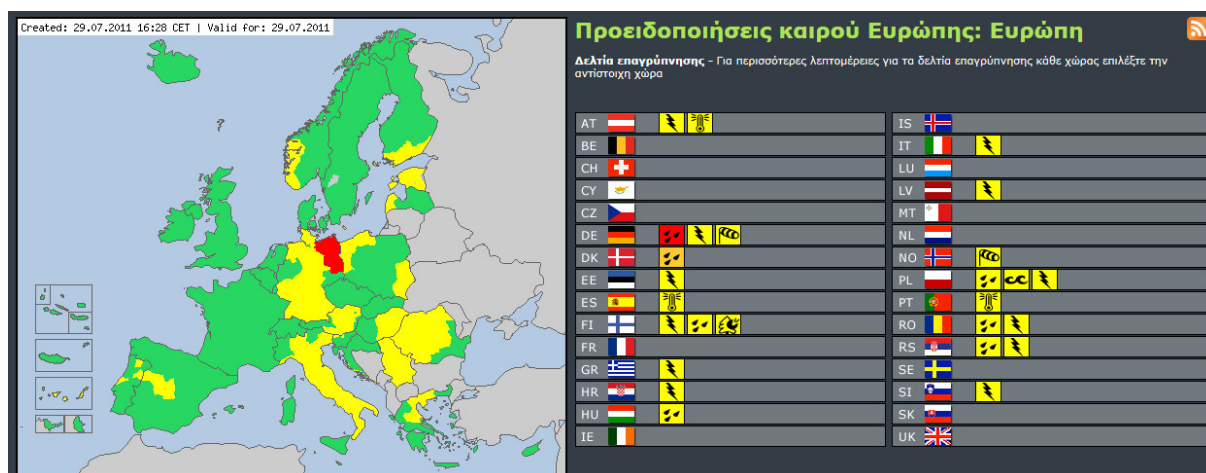 Created: 29.07.2011 16:28 CET | Valid for: 29.07.2011
Προειδοποιήσεις καιρού Ευρώπης: Ευρώπη
Δελτία επαγρύπνησης - Για περισσότερες λεπτομέρειες για τα δελτία επαγρύπνησης κάθε χώρας επιλέξτε την
αντίστοιχη χώρα
AT
BE
CH
CY
CZ
DE
DK
EE
ES
FI
FR
GR
HR
HU
IE
IS
IT
LU
LV
MT
NL
NO
PL
PT
RO
RS
SE
SI
SK
UK